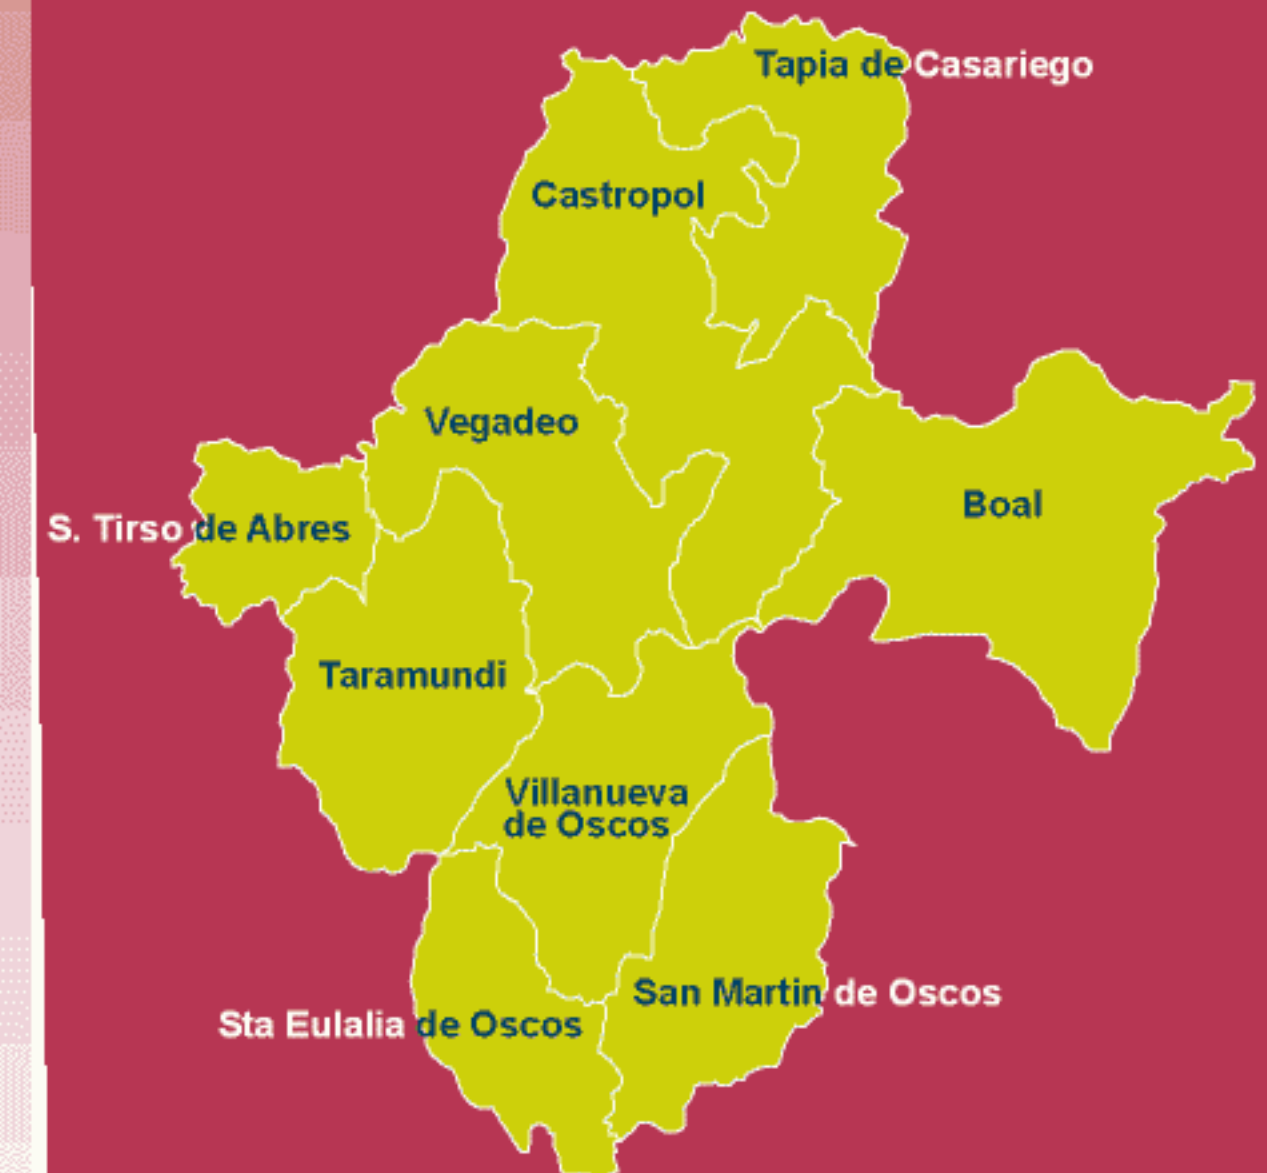 Tapia de Casariego
Castropol
Vegadeo
Boal
S. Tirso de Abres
Taramundi
Villanueva
de Oscos
San Martin de Oscos
Sta Eulalia de Oscos